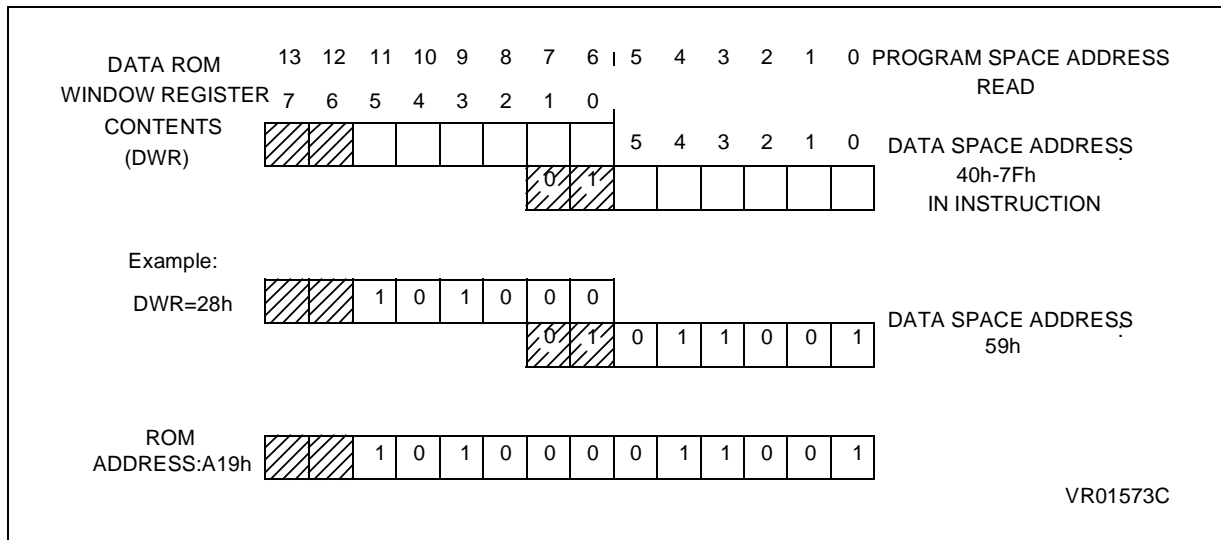 13 12 11 10 9 8 7 6 5 4 3 2 1 0 PROGRAM SPACE ADDRESS
READ
DATA ROM
WINDOW REGISTER 7 6 5 4 3 2 1 0
CONTENTS
(DWR)
5 4 3 2 1 0 DATA SPACE ADDRESS
:
0 1
40h-7Fh
IN INSTRUCTION
Example:
DWR=28h 1 0 1 0 0 0
0 1 0 1 1 0 0 1 DATA SPACE ADDRESS
:
59h
ROM
ADDRESS:A19h 1 0 1 0 0 0 0 1 1 0 0 1
VR01573C